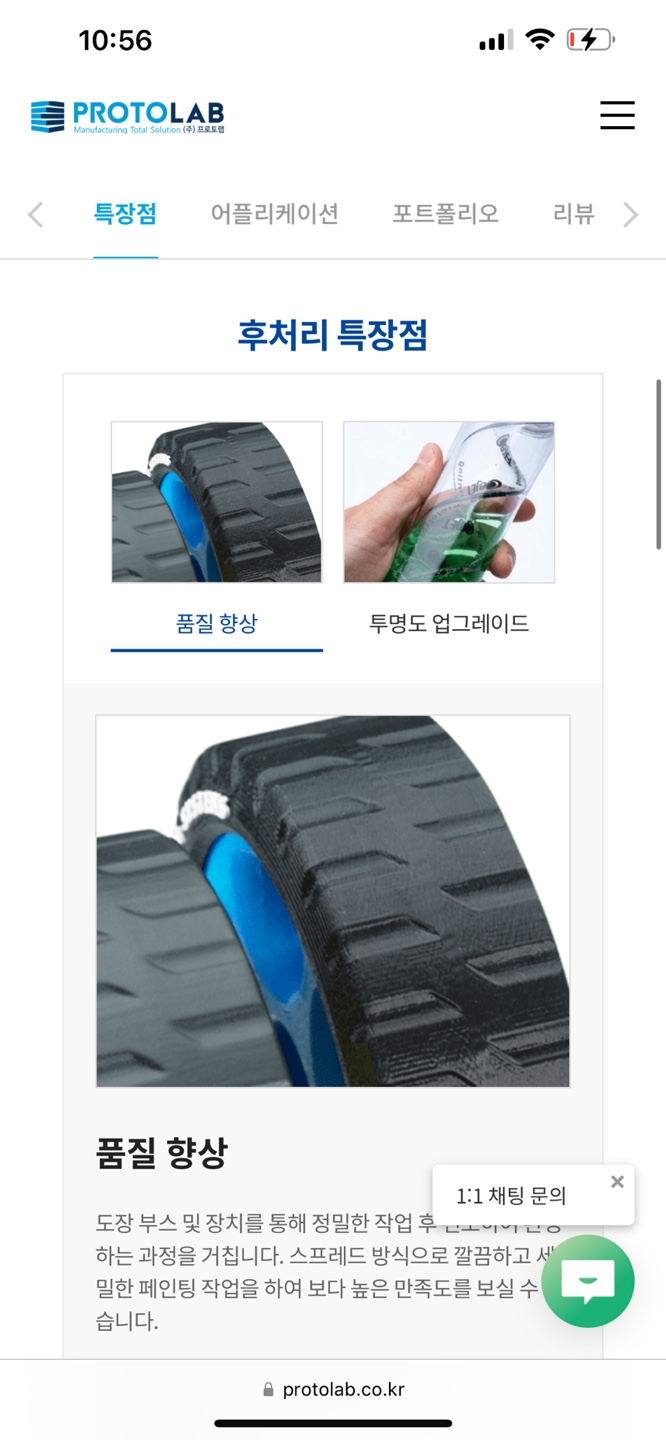 10:56
PROTOLAB
Manufacturing Total Solution (주) 프로토랩
특장점 어플리케이션 포트폴리오 리뷰
후처리 특장점
품질 향상 투명도 업그레이드
품질 향상
1:1 채팅 문의
도장 부스 및 장치를 통해 정밀한 작업 후
하는 과정을 거칩니다. 스프레드 방식으로 깔끔하고 세
밀한 페인팅 작업을 하여 보다 높은 만족도를 보실 수
습니다.
protolab.co.kr